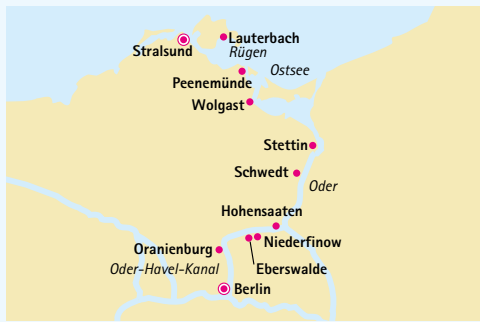 Lauterbach
Stralsund
Rügen
Ostsee
Peenemünde
Wolgast
Stettin
Schwedt
Oder
Hohensaaten
Oranienburg
Niederfinow
Oder-Havel-Kanal
Eberswalde
Berlin